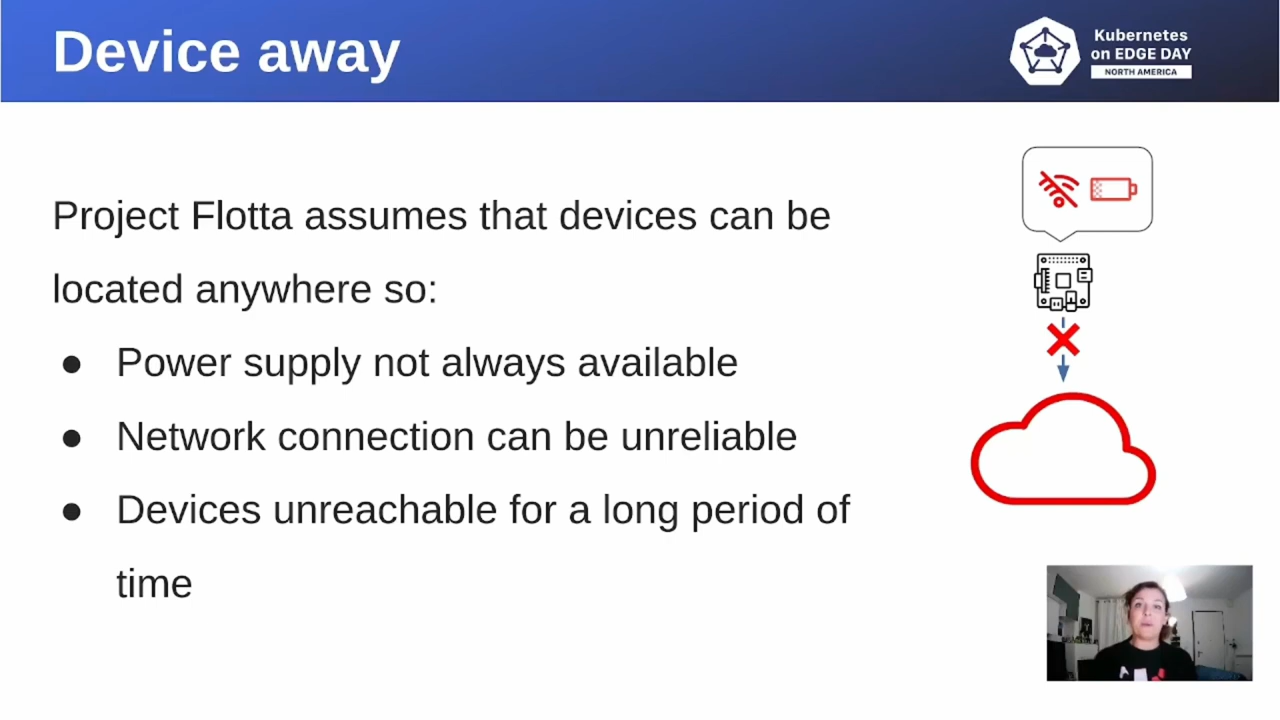 Device away
Kubernetes
on EDGE DAY
NORTH AMERICA
Project Flotta assumes that devices can be
located anywhere so:
● Power supply not always available
● Network connection can be unreliable
● Devices unreachable for a long period of
time